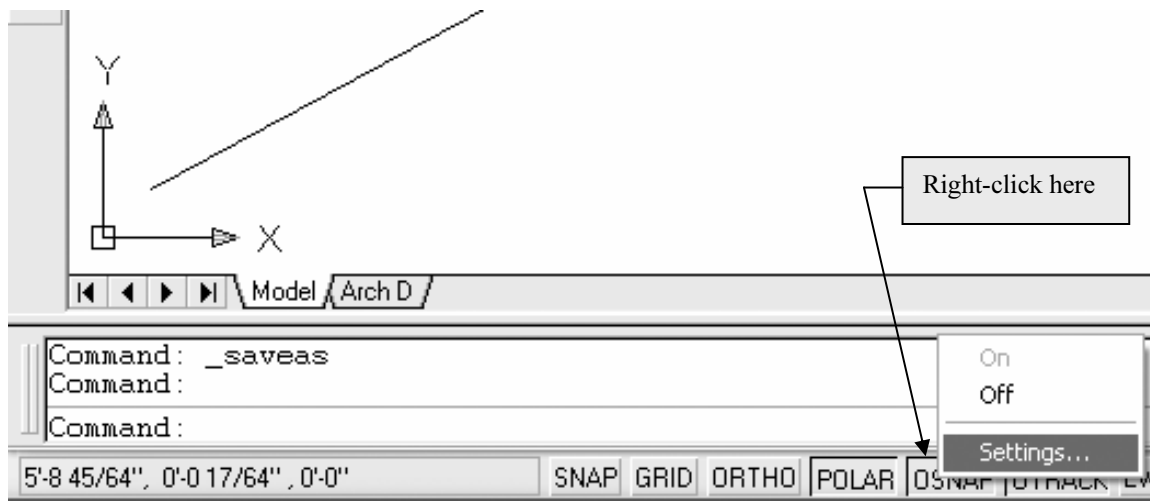 Y
Right-click here
X
Model Arch D
Command: _saveas
Command:
Command:
On
Off
Settings...
5'-8 45/64", 0'-0 17/64" , 0'-0" SNAP GRID ORTHO POLAR OSNAP OTRACK